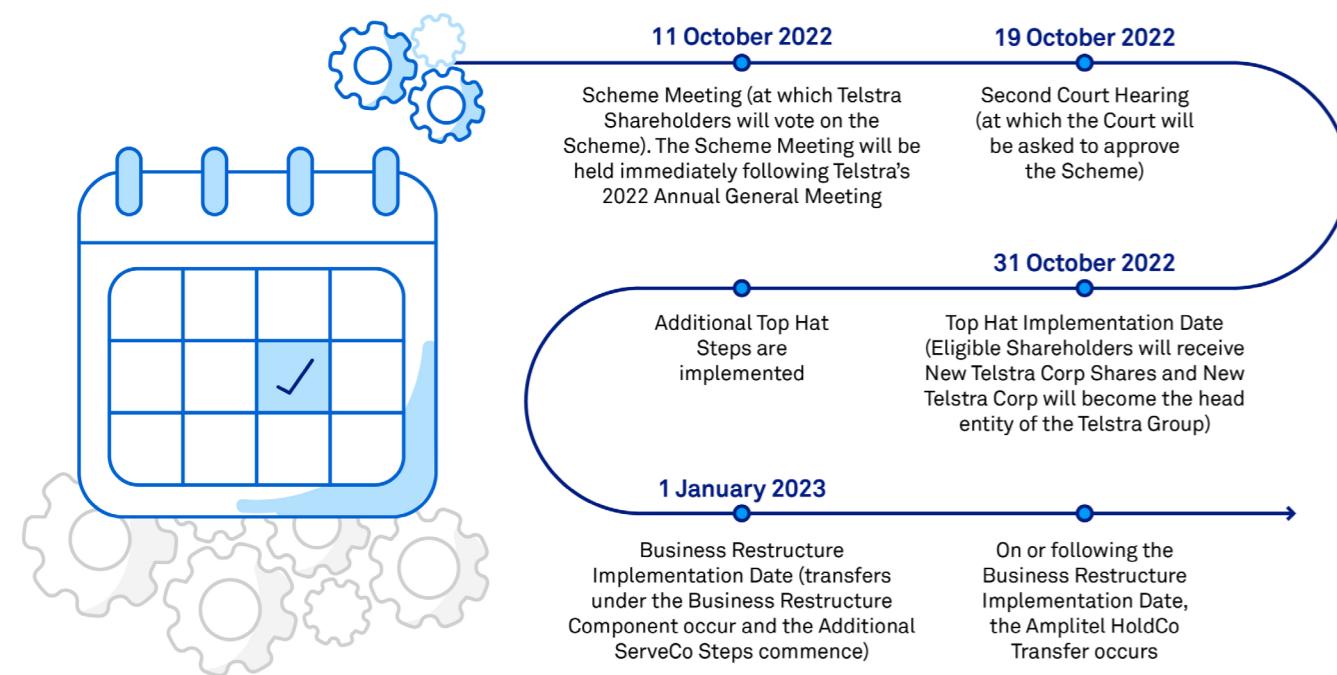 11 October 2022
Scheme Meeting (at which Telstra
Shareholders will vote on the
Scheme). The Scheme Meeting will be
held immediately following Telstra's
2022 Annual General Meeting
19 October 2022
Second Court Hearing
(at which the Court will
be asked to approve
the Scheme)
31 October 2022
Top Hat Implementation Date
(Eligible Shareholders will receive
New Telstra Corp Shares and New
Telstra Corp will become the head
entity of the Telstra Group)
Additional Top Hat
Steps are
implemented
1 January 2023
Business Restructure
Implementation Date (transfers
under the Business Restructure
Component occur and the Additional
ServeCo Steps commence)
On or following the
Business Restructure
Implementation Date,
the Amplitel HoldCo
Transfer occurs